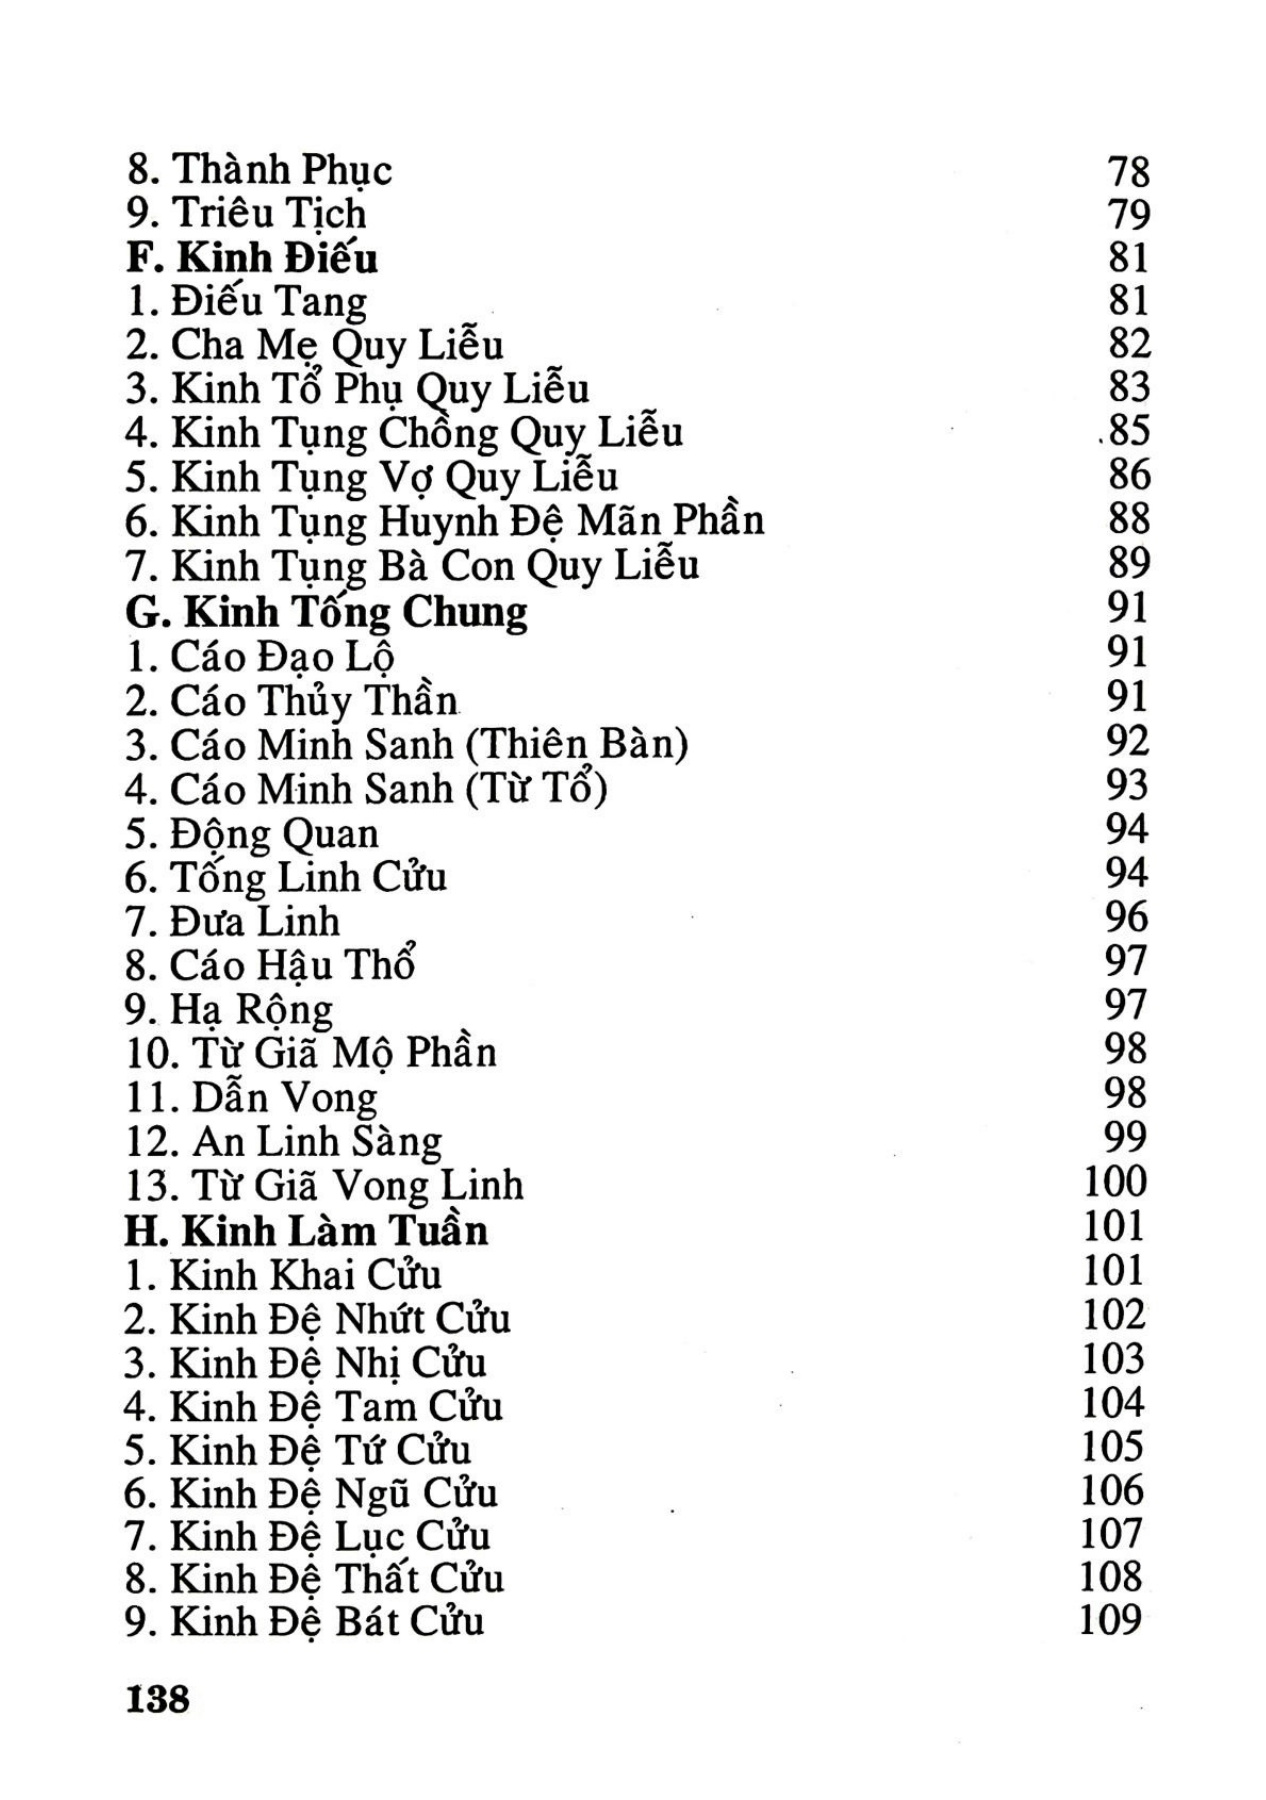 8. Thành Phục 78
9. Triêu Tịch 79
F. Kinh Điếu 81
1. Điếu Tang 81
2. Cha Mẹ Quy Liễu 82
3. Kinh Tổ Phụ Quy Liễu 83
4. Kinh Tụng Chồng Quy Liễu .85
5. Kinh Tụng Vợ Quy Liễu 86
6. Kinh Tụng Huynh Đệ Mãn Phần 88
7. Kinh Tụng Bà Con Quy Liễu 89
G. Kinh Tống Chung 91
1. Cáo Đạo Lộ 91
2. Cáo Thủy Thần 91
3. Cáo Minh Sanh (Thiên Bàn) 92
4. Cáo Minh Sanh (Từ Tổ) 93
5. Động Quan 94
6. Tống Linh Cửu 94
7. Đưa Linh 96
8. Cáo Hậu Thổ 97
9. Hạ Rộng 97
10. Từ Giã Mộ Phần 98
11. Dẫn Vong 98
12. An Linh Sàng 99
13. Từ Giã Vong Linh 100
H. Kinh Làm Tuần 101
1. Kinh Khai Cửu 101
2. Kinh Đệ Nhứt Cửu 102
3. Kinh Đệ Nhị Cửu 103
4. Kinh Đệ Tam Cửu 104
5. Kinh Đệ Tứ Cửu 105
6. Kinh Đệ Ngũ Cửu 106
7. Kinh Đệ Lục Cửu 107
8. Kinh Đệ Thất Cửu 108
9. Kinh Đệ Bát Cửu 109
138